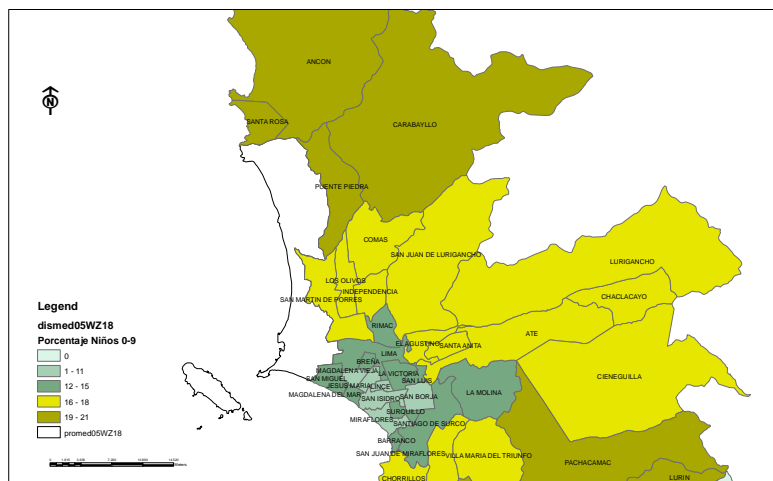 ANCON
N
SANTA ROSA
CARABAYLLO
PUENTE PIEDRA
COMAS
SAN JUAN DE LURIGANCHO
LURIGANCHO
LOS OLIVOS
INDEPENDENCIA
SAN MARTIN DE PORRES
CHACLACAYO
RIMAC
ATE
EL AGUSTINO
SANTA ANITA
LIMA
BREÑA
MAGDALENA VIEJA
LA VICTORIA
SAN MIGUEL
SAN LUIS
JESUS MARIA
LINCE
MAGDALENA DEL MAR
SAN ISIDRO
SAN BORJA
LA MOLINA
CIENEGUILLA
SURQUILLO
MIRAFLORES
SANTIAGO DE SURCO
BARRANCO
SAN JUAN DE MIRAFLORES
VILLA MARIA DEL TRIUNFO
PACHACAMAC
CHORRILLOS
LURIN
Legend
dismed05WZ18
Porcentaje Niños 0-9
0
1 - 11
12 - 15
16 - 18
19 - 21
promed05WZ18